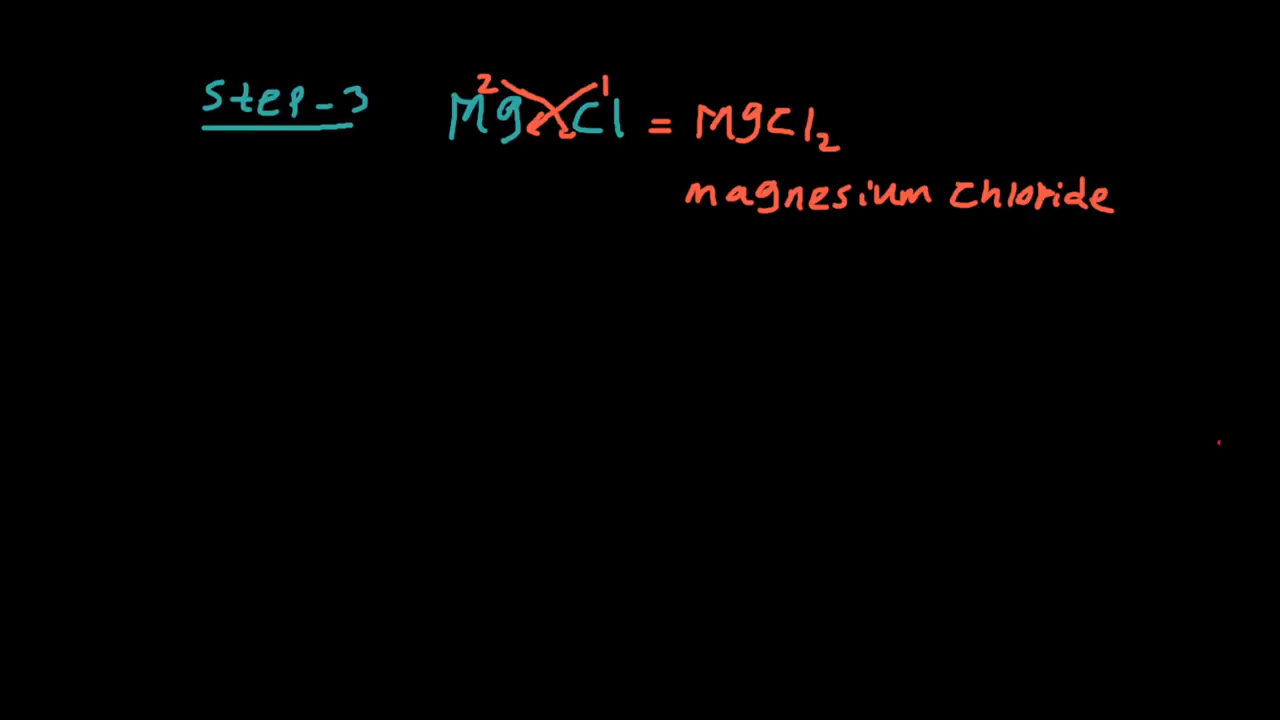 Step-3 Mg²Cl¹ = MgCl₂
magnesium chloride